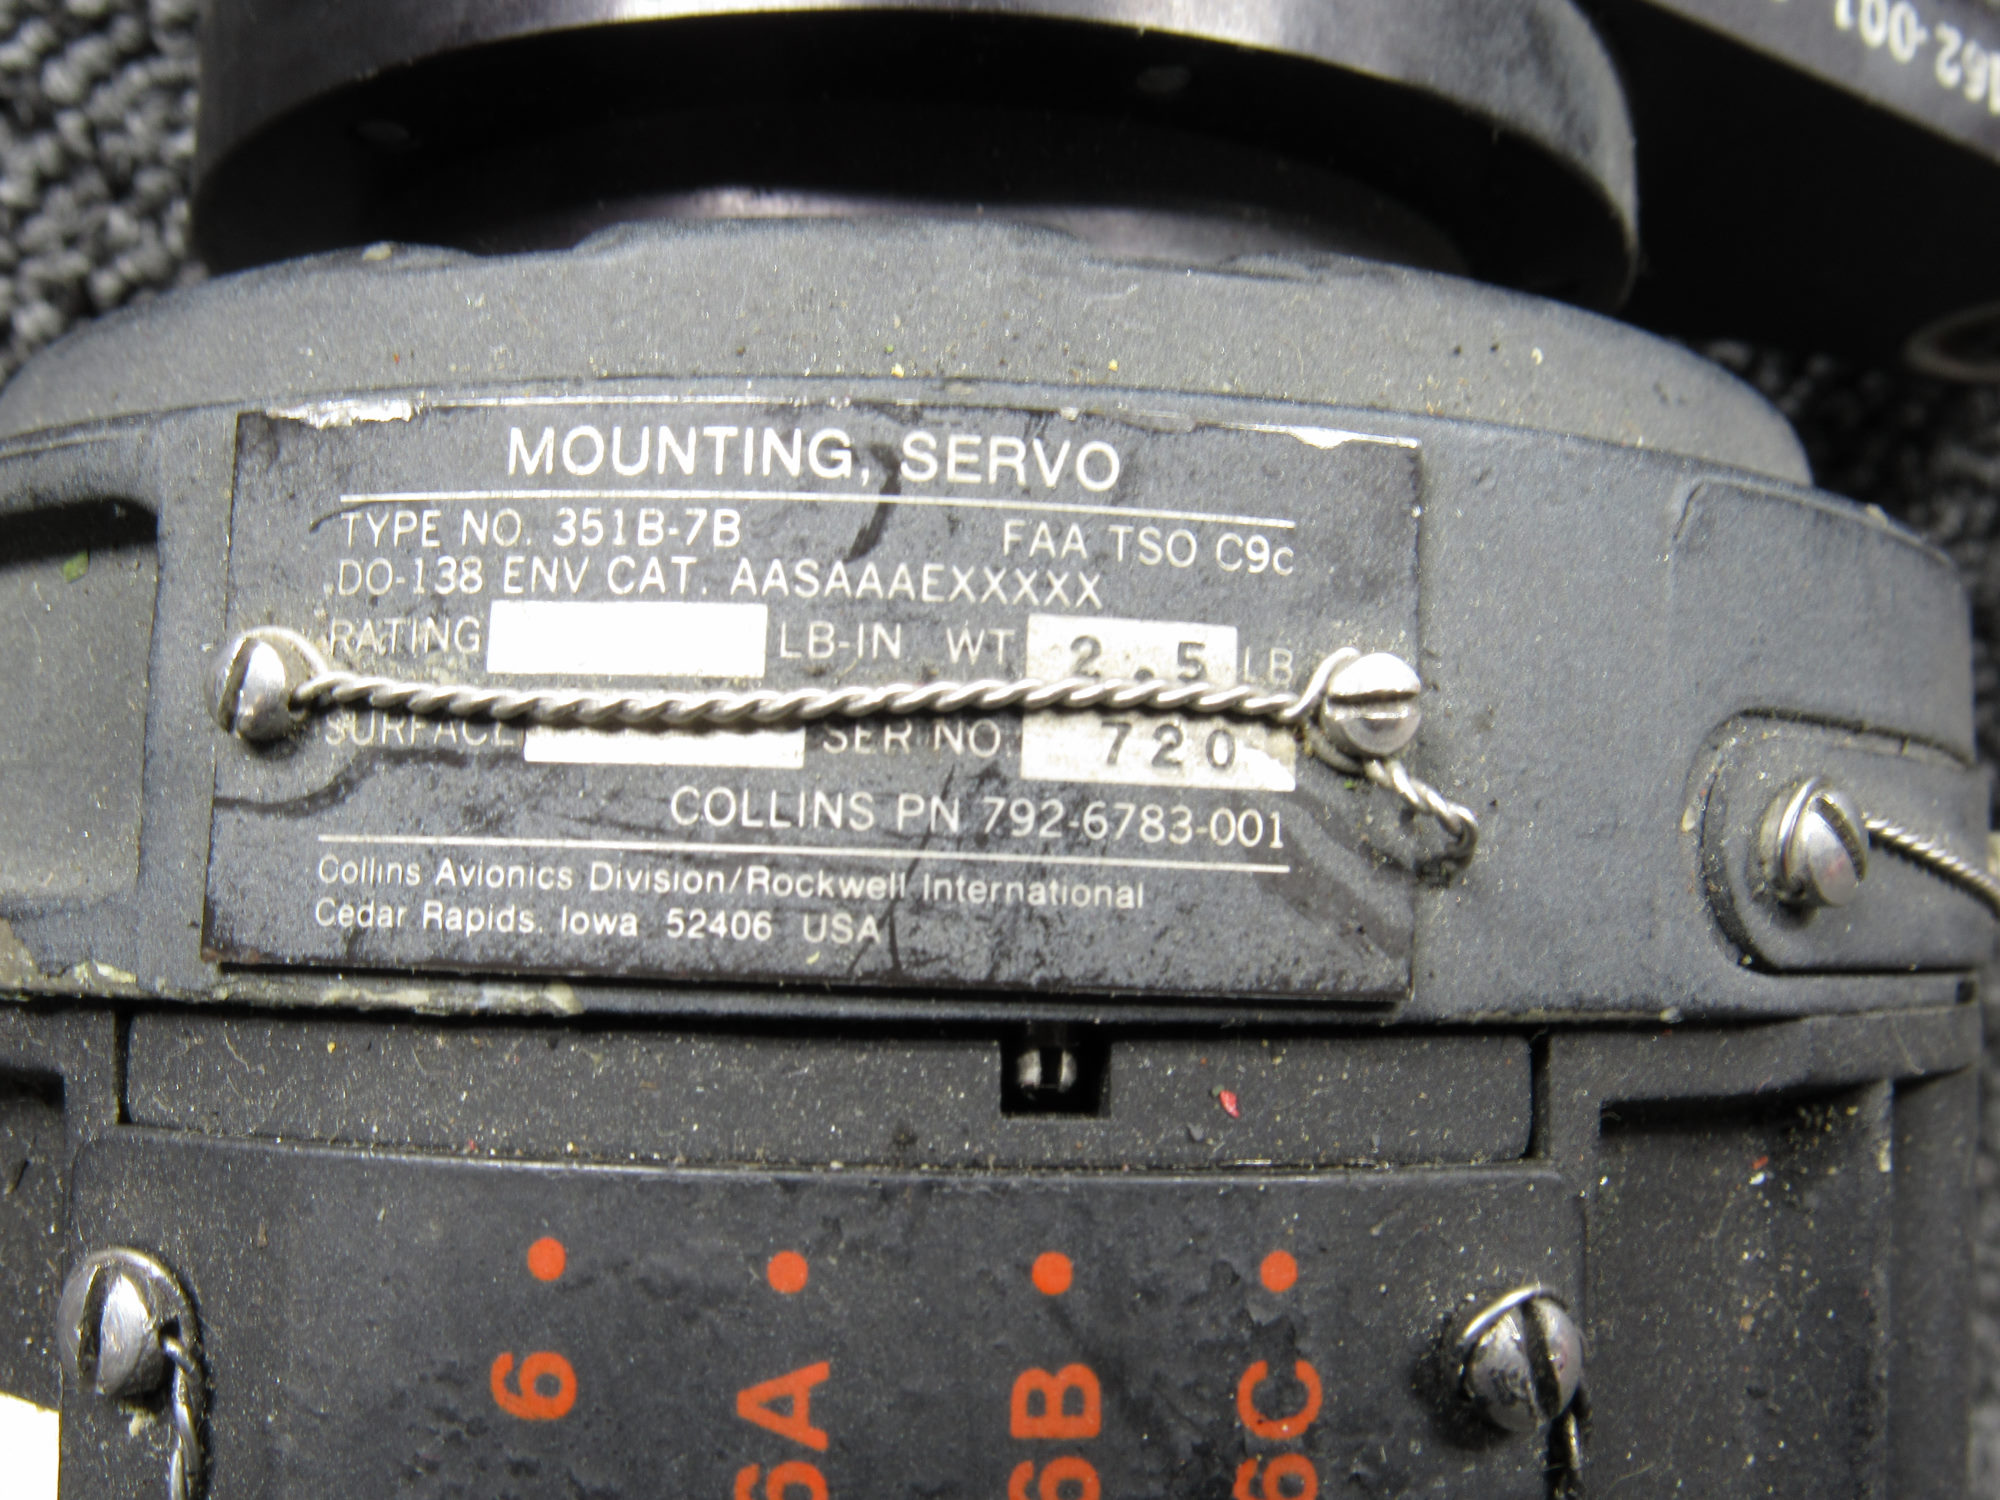 162-001
MOUNTING, SERVO
TYPE NO. 351B-7B FAA TSO C9c
DO-138 ENV CAT. AASAAAEXXXXX
RATING LB-IN WT 2.5 LB
SURFACE SER NO. 720
COLLINS PN 792-6783-001
Collins Avionics Division/Rockwell International
Cedar Rapids. Iowa 52406 USA
6
6A
6B
6C